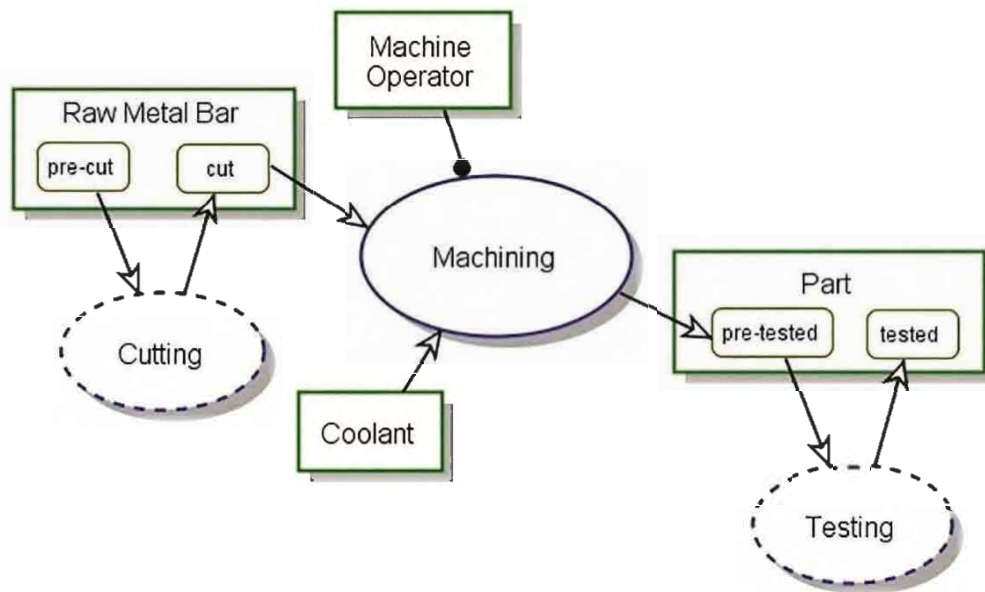 Machine
Operator
Raw Metal Bar
pre-cut
cut
Machining
Part
pre-tested
tested
Cutting
Coolant
Testing